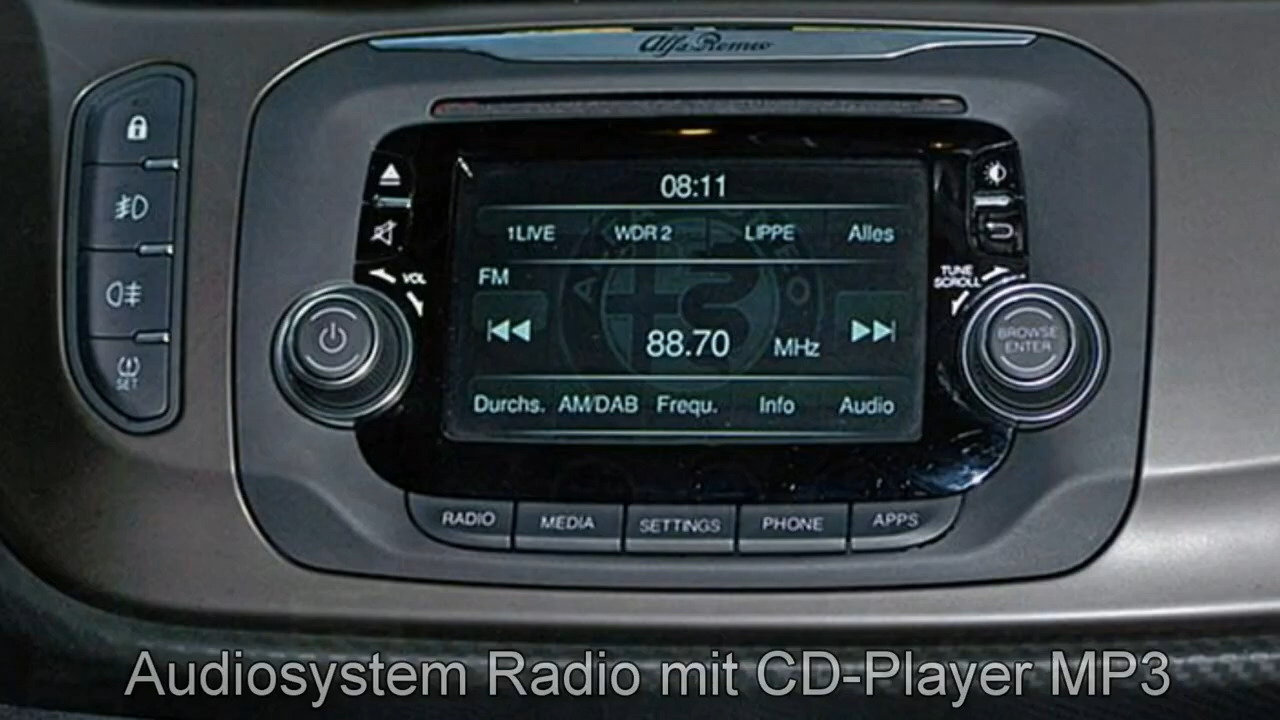 Alfa Romeo
08:11
1LIVE WDR 2 LIPPE Alles
FM
VOL
TUNE
SCROLL
88.70 MHz
BROWSE
ENTER
SET
Durchs. AM/DAB Frequ. Info Audio
RADIO MEDIA SETTINGS PHONE APPS
Audiosystem Radio mit CD-Player MP3